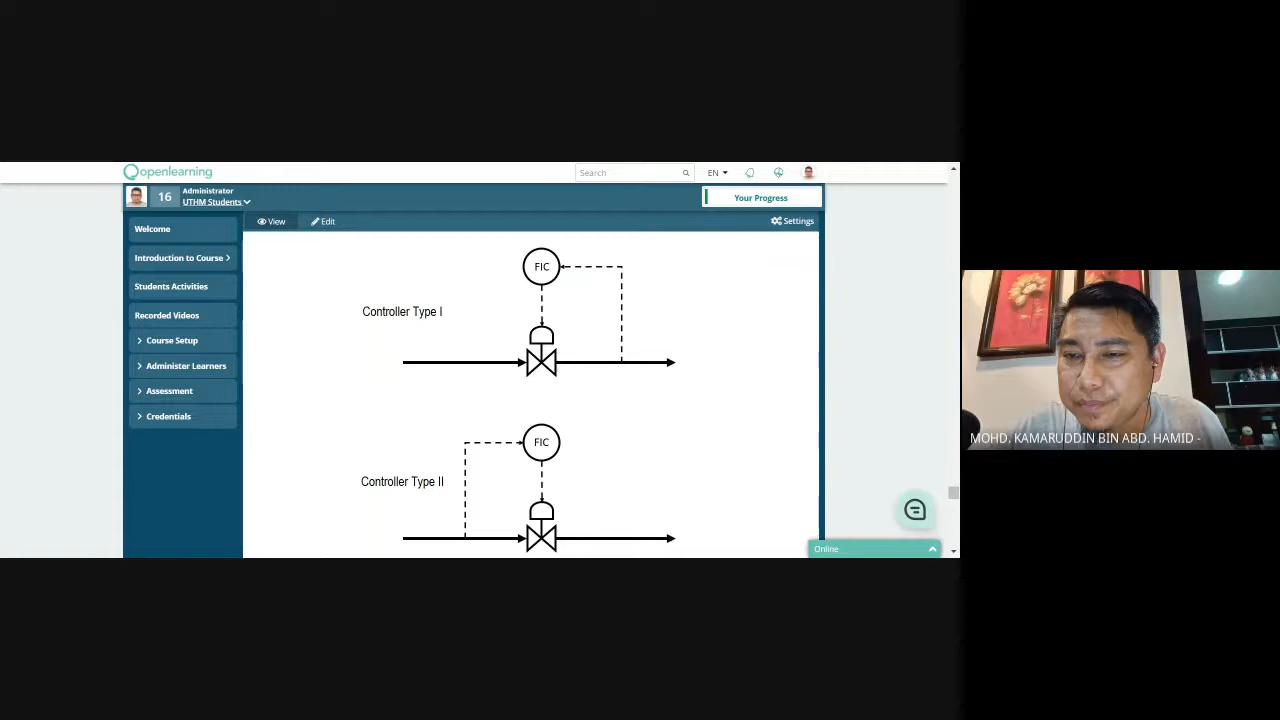 openlearning
Search
EN
16
Administrator
UTHM Students
Your Progress
View
Edit
Settings
Welcome
Introduction to Course
Students Activities
Recorded Videos
Course Setup
Administer Learners
Assessment
Credentials
FIC
Controller Type I
FIC
Controller Type II
Online
MOHD. KAMARUDDIN BIN ABD. HAMID -